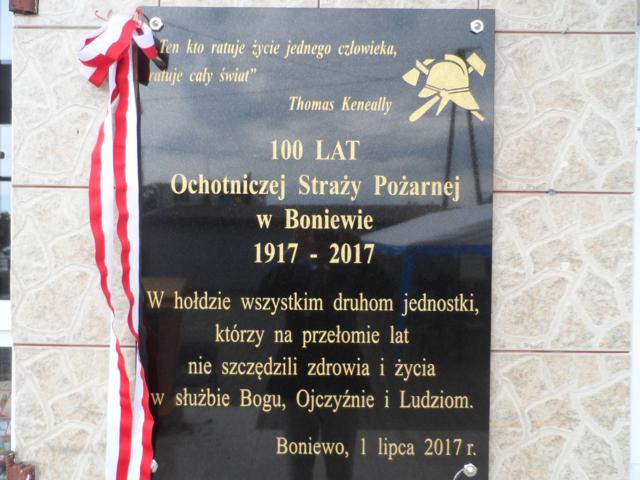 Ten kto ratuje życie jednego człowieka,
ratuje cały świat”
Thomas Keneally
100 LAT
Ochotniczej Straży Pożarnej
w Boniewie
1917 - 2017
W hołdzie wszystkim druhom jednostki,
którzy na przełomie lat
nie szczędzili zdrowia i życia
w służbie Bogu, Ojczyźnie i Ludziom.
Boniewo, 1 lipca 2017 r.